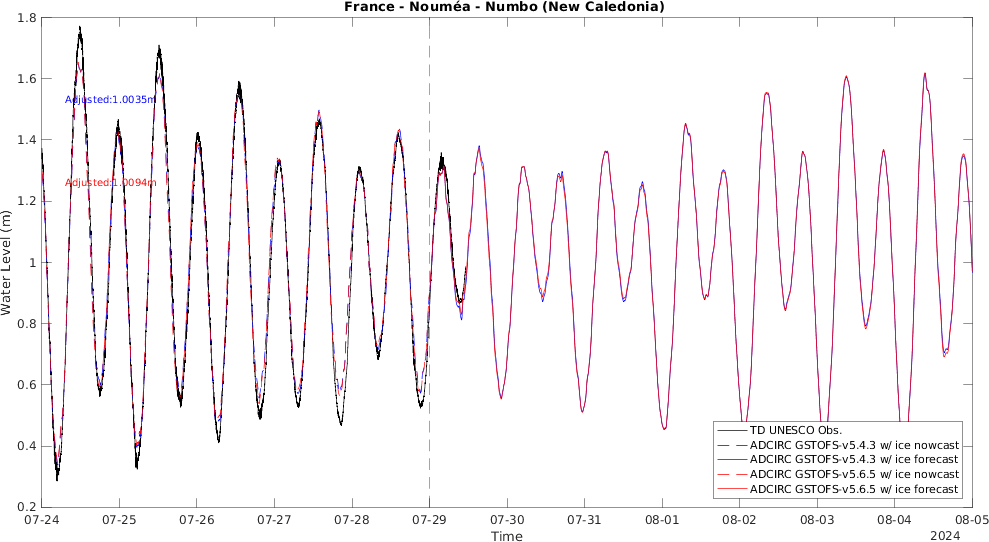 France - Nouméa - Numbo (New Caledonia)
Water Level (m)
1.8
1.6
1.4
1.2
1
0.8
0.6
0.4
0.2
Adjusted:1.0035m
Adjusted:1.0094m
TD UNESCO Obs.
ADCIRC GSTOFS-v5.4.3 w/ ice nowcast
ADCIRC GSTOFS-v5.4.3 w/ ice forecast
ADCIRC GSTOFS-v5.6.5 w/ ice nowcast
ADCIRC GSTOFS-v5.6.5 w/ ice forecast
07-24 07-25 07-26 07-27 07-28 07-29 07-30 07-31 08-01 08-02 08-03 08-04 08-05
Time
2024